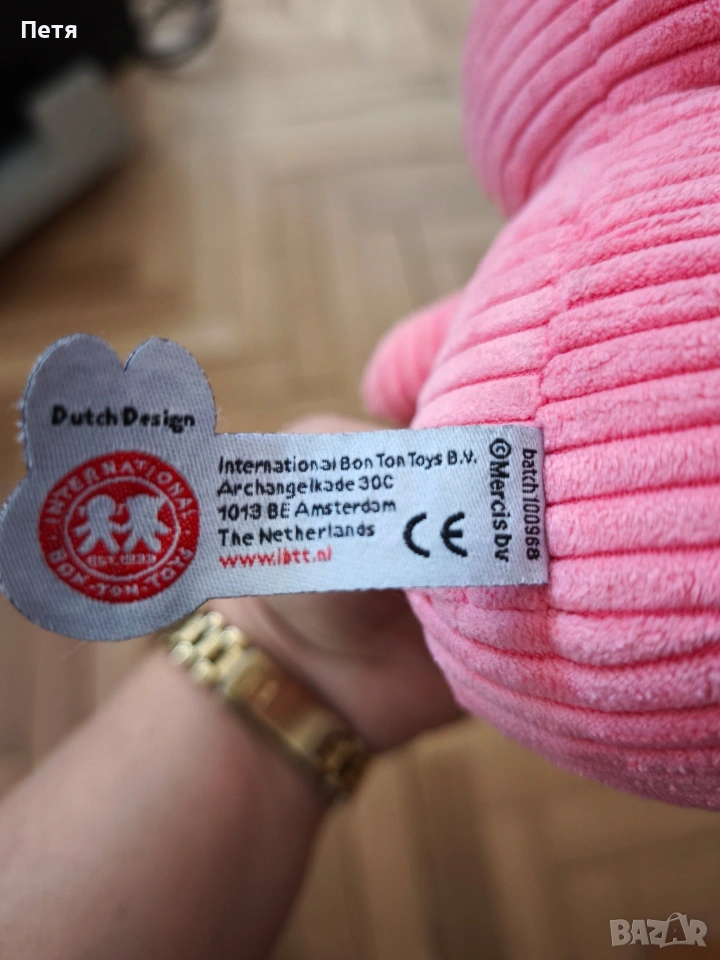 Петя
Dutch Design
INTERNATIONAL
BON TON TOYS
International Bon Ton Toys B.V.
Archangelkade 30C
1013 BE Amsterdam
The Netherlands
www.ibtt.nl
CE
©Mercis bv
batch 100968
BAZAR